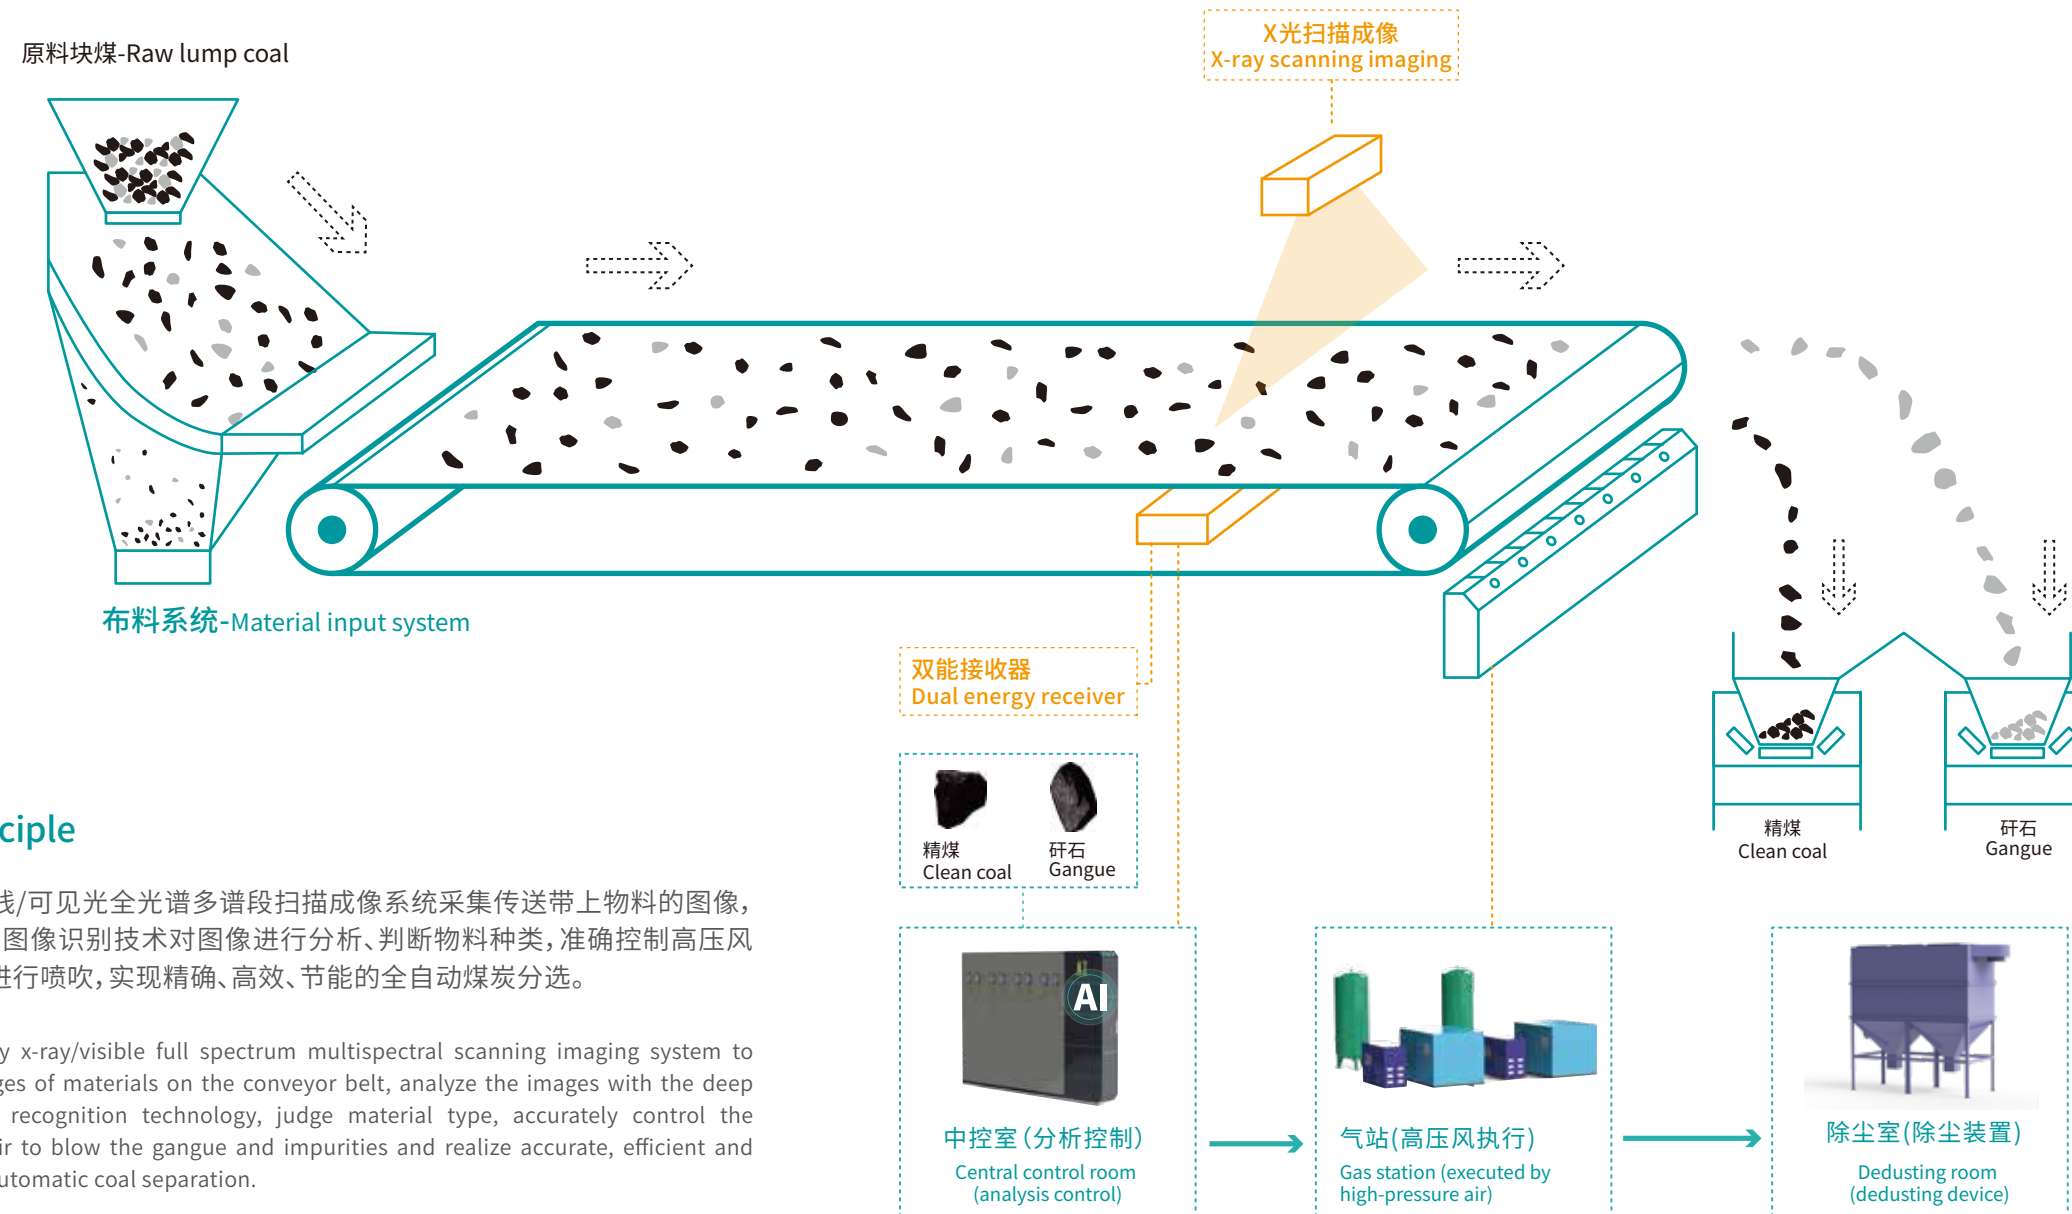 X光扫描成像
X-ray scanning imaging
原料块煤-Raw lump coal
布料系统-Material input system
双能接收器
Dual energy receiver
精煤
Clean coal
矸石
Gangue
精煤
Clean coal
矸石
Gangue
ciple
线/可见光全光谱多谱段扫描成像系统采集传送带上物料的图像，
图像识别技术对图像进行分析、判断物料种类，准确控制高压风
进行喷吹，实现精确、高效、节能的全自动煤炭分选。
y x-ray/visible full spectrum multispectral scanning imaging system to
ges of materials on the conveyor belt, analyze the images with the deep
recognition technology, judge material type, accurately control the
ir to blow the gangue and impurities and realize accurate, efficient and
utomatic coal separation.
AI
中控室（分析控制）
Central control room
(analysis control)
气站(高压风执行)
Gas station (executed by
high-pressure air)
除尘室(除尘装置)
Dedusting room
(dedusting device)